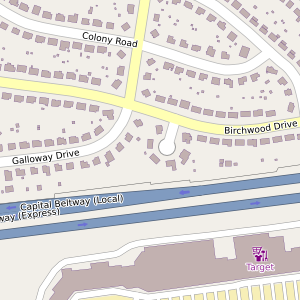 Colony Road
Birchwood Drive
Galloway Drive
Capital Beltway (Local)
way (Express)
Target